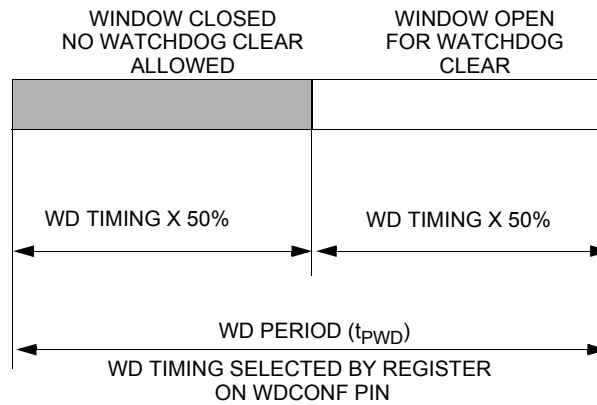 WINDOW CLOSED
NO WATCHDOG CLEAR
ALLOWED
WINDOW OPEN
FOR WATCHDOG
CLEAR
WD TIMING X 50%
WD TIMING X 50%
WD PERIOD (tPWD)
WD TIMING SELECTED BY REGISTER
ON WDCONF PIN